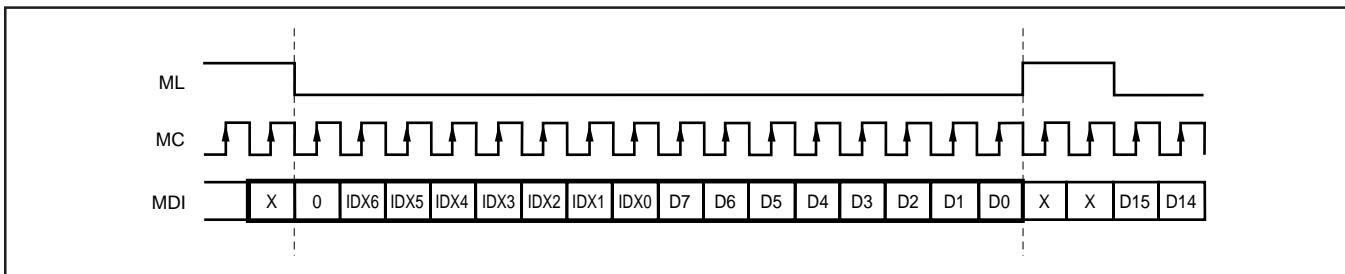 ML
MC
MDI X 0 IDX6 IDX5 IDX4 IDX3 IDX2 IDX1 IDX0 D7 D6 D5 D4 D3 D2 D1 D0 X X D15 D14